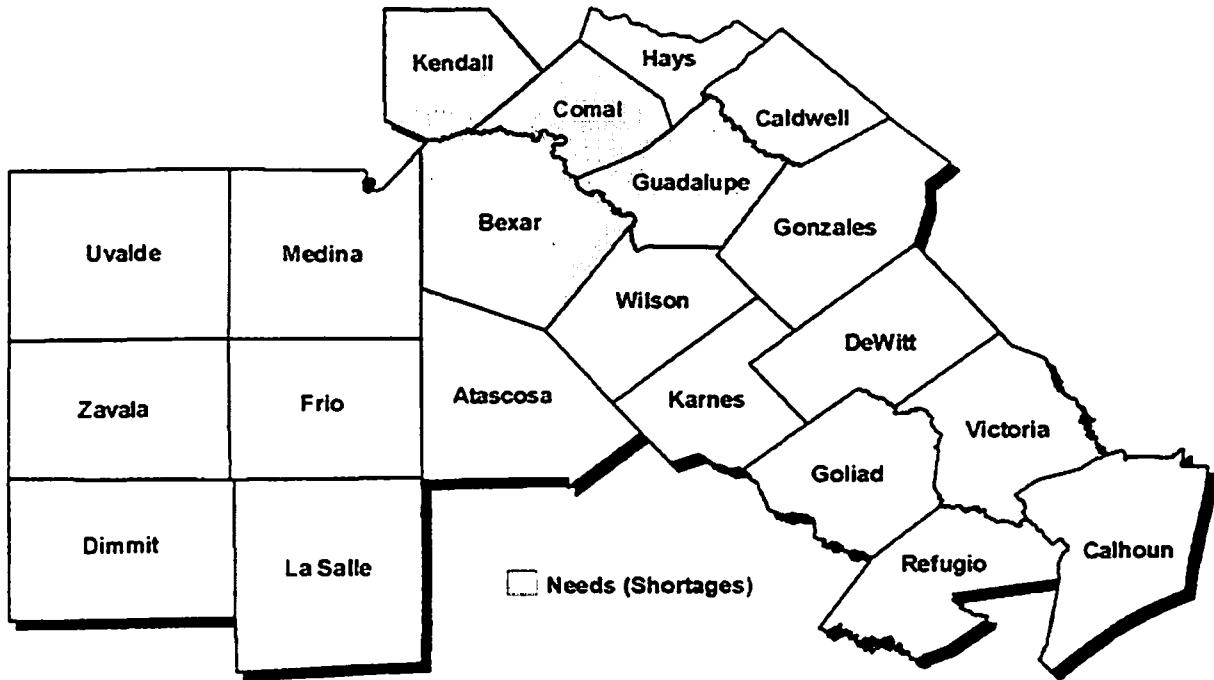 Kendall
Hays
Comal
Caldwell
Guadalupe
Bexar
Gonzales
Uvalde
Medina
Wilson
DeWitt
Zavala
Frio
Atascosa
Karnes
Victoria
Goliad
Dimmit
La Salle
Refugio
Calhoun
Needs (Shortages)